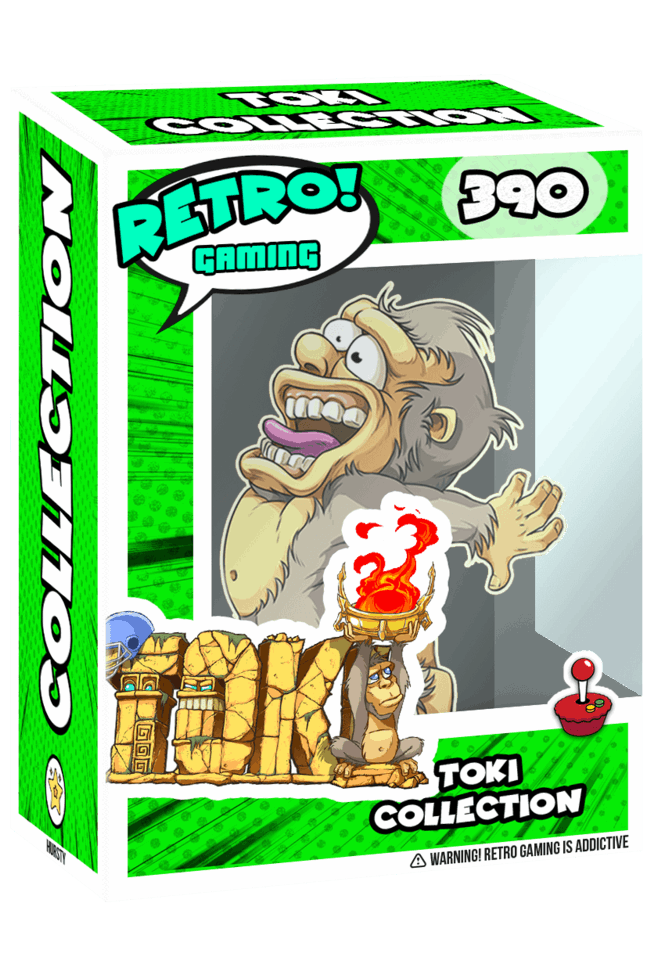 TOKI
COLLECTION
RETRO!
GAMING
390
COLLECTION
TOKI
TOKI
COLLECTION
HURSTY
⚠ WARNING! RETRO GAMING IS ADDICTIVE